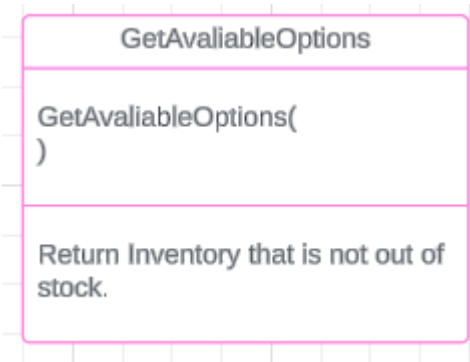 GetAvaliableOptions
GetAvaliableOptions(
)
Return Inventory that is not out of
stock.